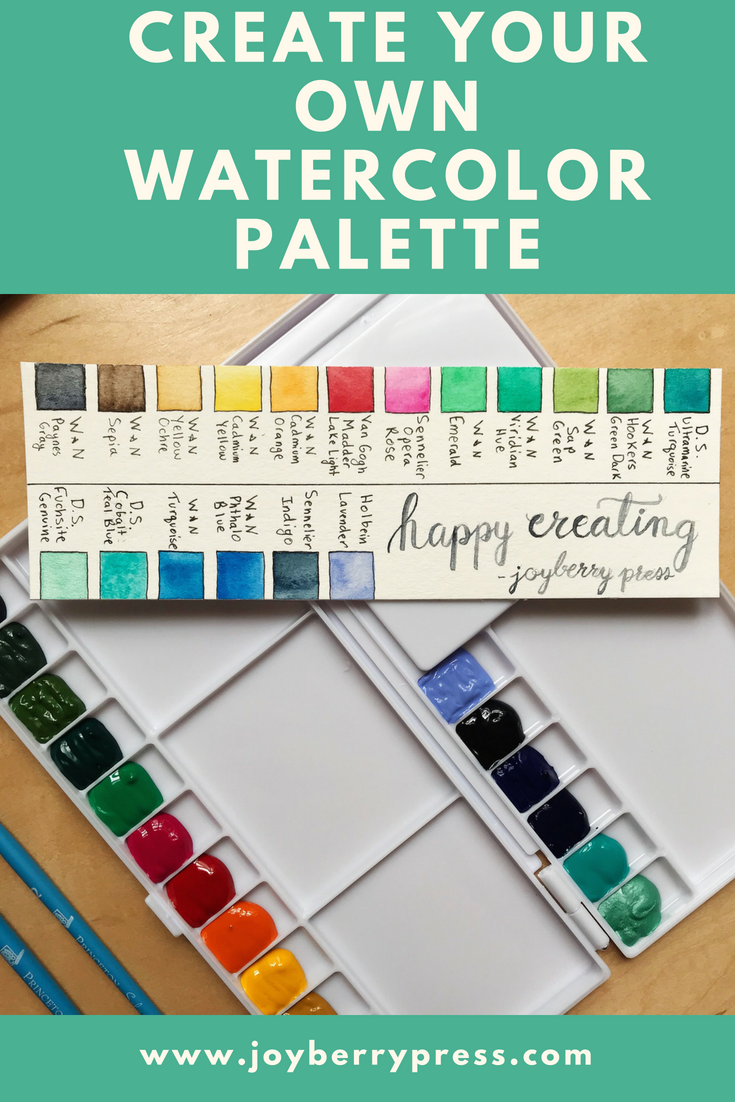 CREATE YOUR
OWN
WATERCOLOR
PALETTE
W★N
Paynes
Gray
W★N
Sepia
W★N
Yellow
Ochre
W★N
Cadmium
Yellow
W★N
Cadmium
Orange
Van Gogh
Madder
Lake Light
Sennelier
Opera
Rose
W★N
Emerald
W★N
Viridian
Hue
W★N
Sap
Green
W★N
Hookers
Green Dark
D.S.
Ultramarine
Turquoise
D.S.
Fuchsite
Genuine
D.S.
Cobalt
Teal Blue
W★N
Turquoise
W★N
Phthalo
Blue
Sennelier
Indigo
Holbein
Lavender
happy creating
- joyberry press
PRINCETON
PRINCETON
www.joyberrypress.com